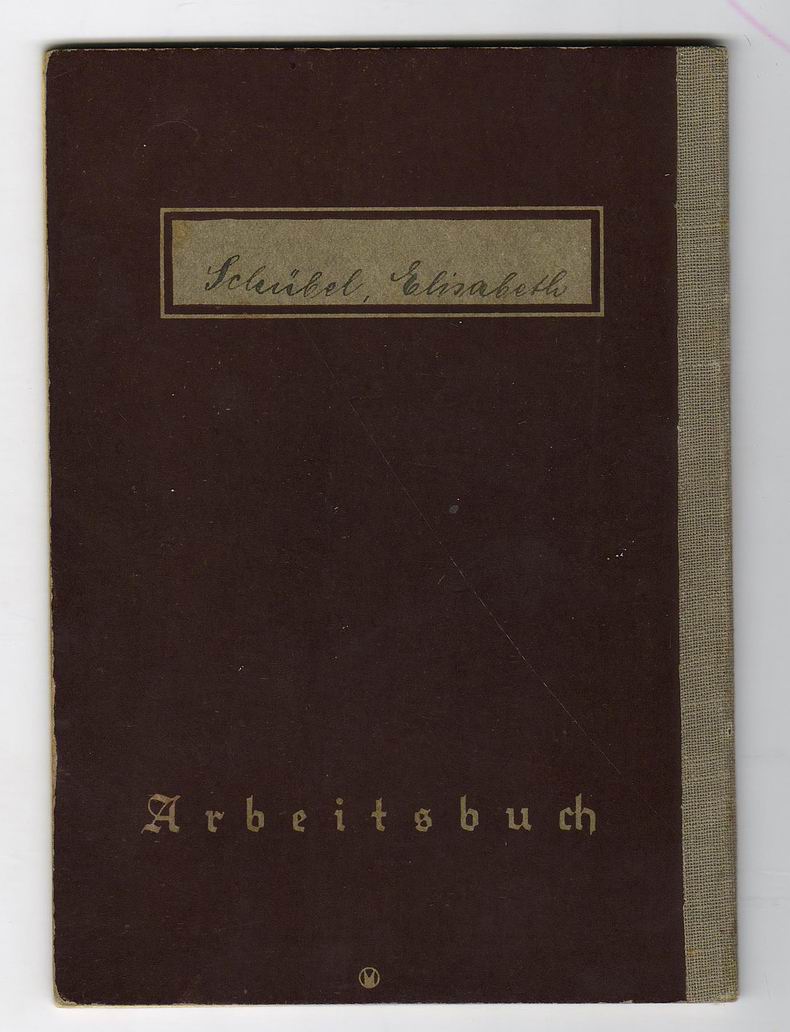 Schübel, Elisabeth
Arbeitsbuch